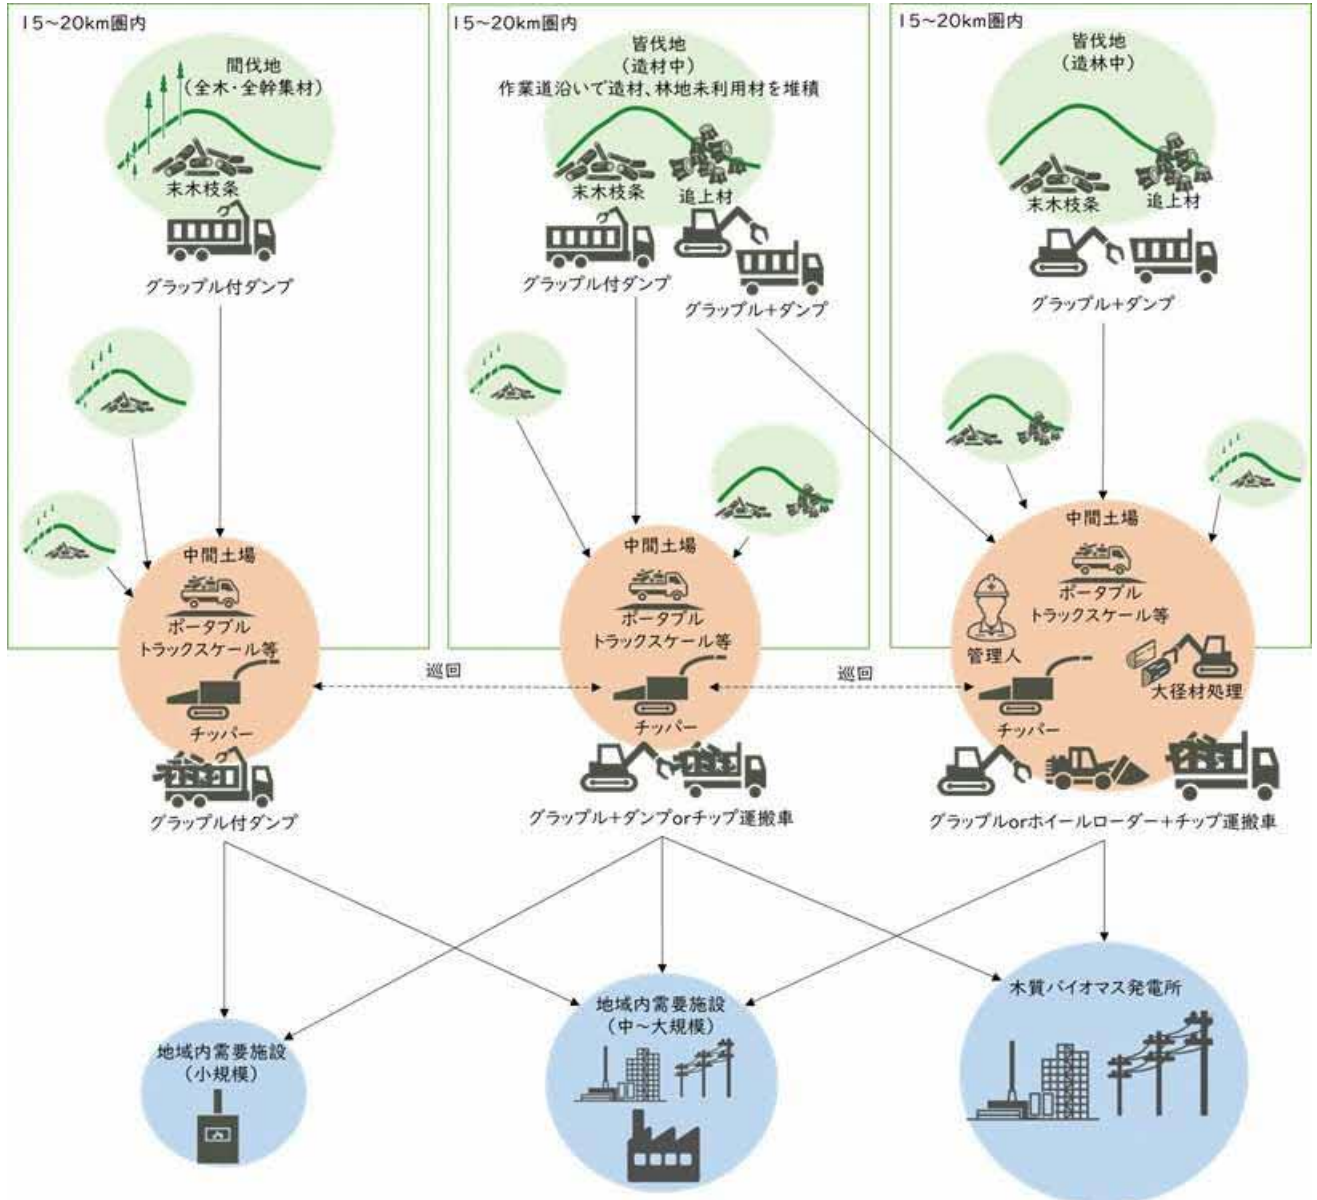 15～20km圏内
間伐地
（全木・全幹集材）
末木枝条
グラップル付ダンプ
15～20km圏内
皆伐地
（造材中）
作業道沿いで造材、林地未利用材を堆積
末木枝条
追上材
グラップル付ダンプ
グラップル＋ダンプ
15～20km圏内
皆伐地
（造林中）
末木枝条
追上材
グラップル＋ダンプ
中間土場
ポータブル
トラックスケール等
チッパー
グラップル付ダンプ
巡回
中間土場
ポータブル
トラックスケール等
チッパー
グラップル＋ダンプorチップ運搬車
巡回
中間土場
ポータブル
トラックスケール等
管理人
大径材処理
チッパー
グラップルorホイールローダー＋チップ運搬車
地域内需要施設
（小規模）
地域内需要施設
（中～大規模）
木質バイオマス発電所